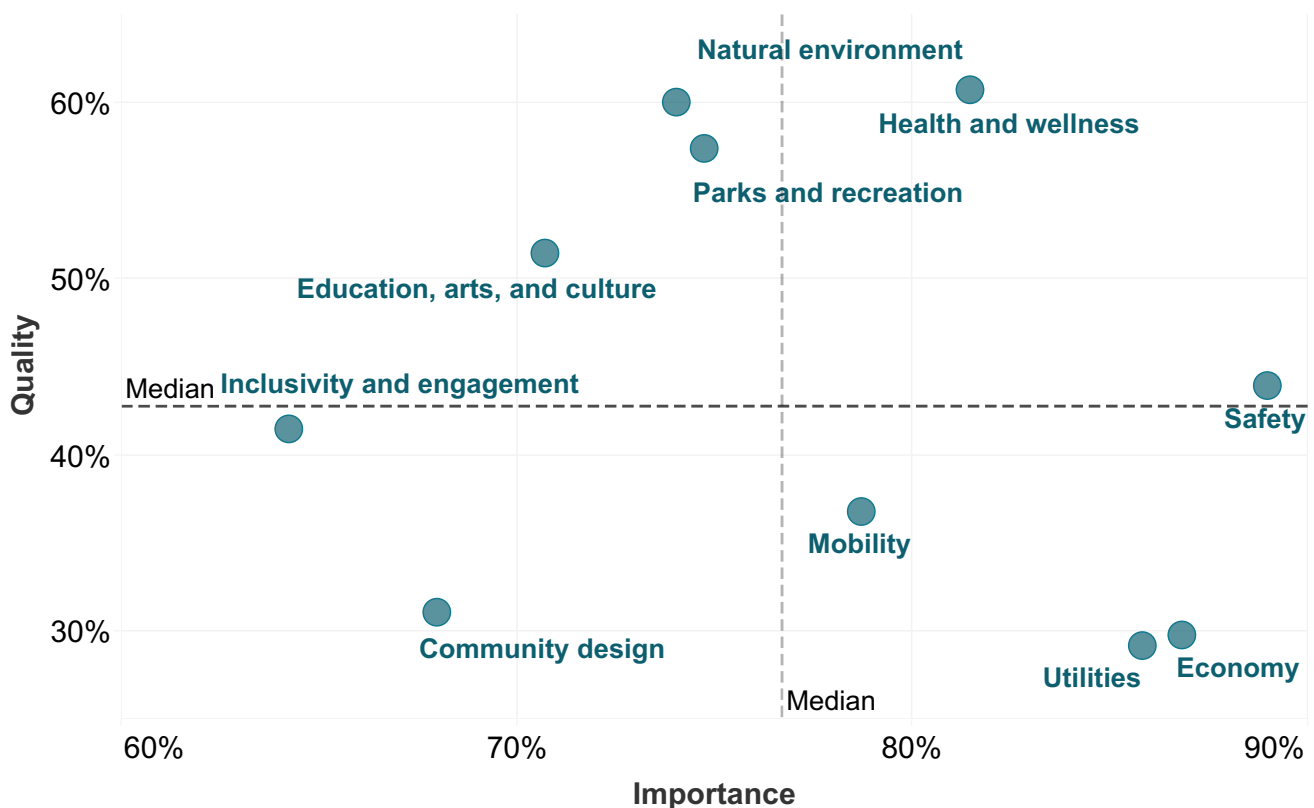 Natural environment
60%
Health and wellness
Parks and recreation
50%
Education, arts, and culture
Quality
Median
Inclusivity and engagement
Safety
40%
Mobility
30%
Community design
Utilities
Economy
Median
60%
70%
80%
90%
Importance